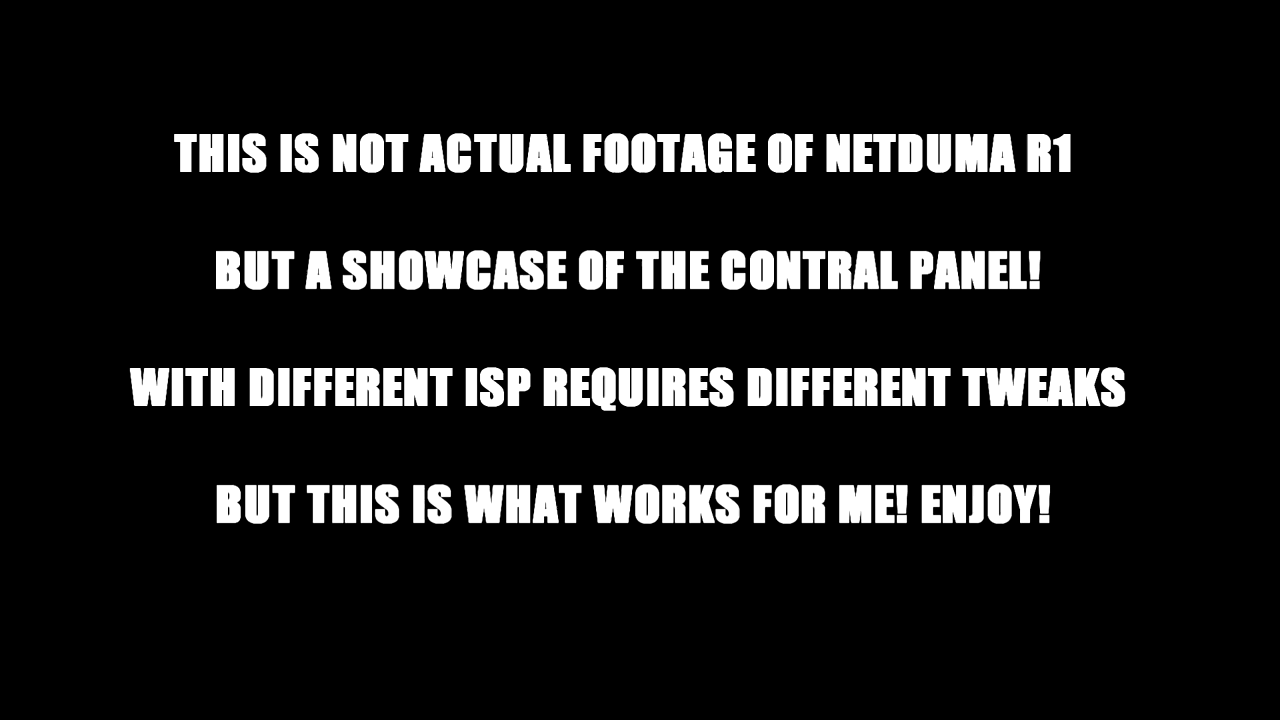 THIS IS NOT ACTUAL FOOTAGE OF NETDUMA R1
BUT A SHOWCASE OF THE CONTRAL PANEL!
WITH DIFFERENT ISP REQUIRES DIFFERENT TWEAKS
BUT THIS IS WHAT WORKS FOR ME! ENJOY!